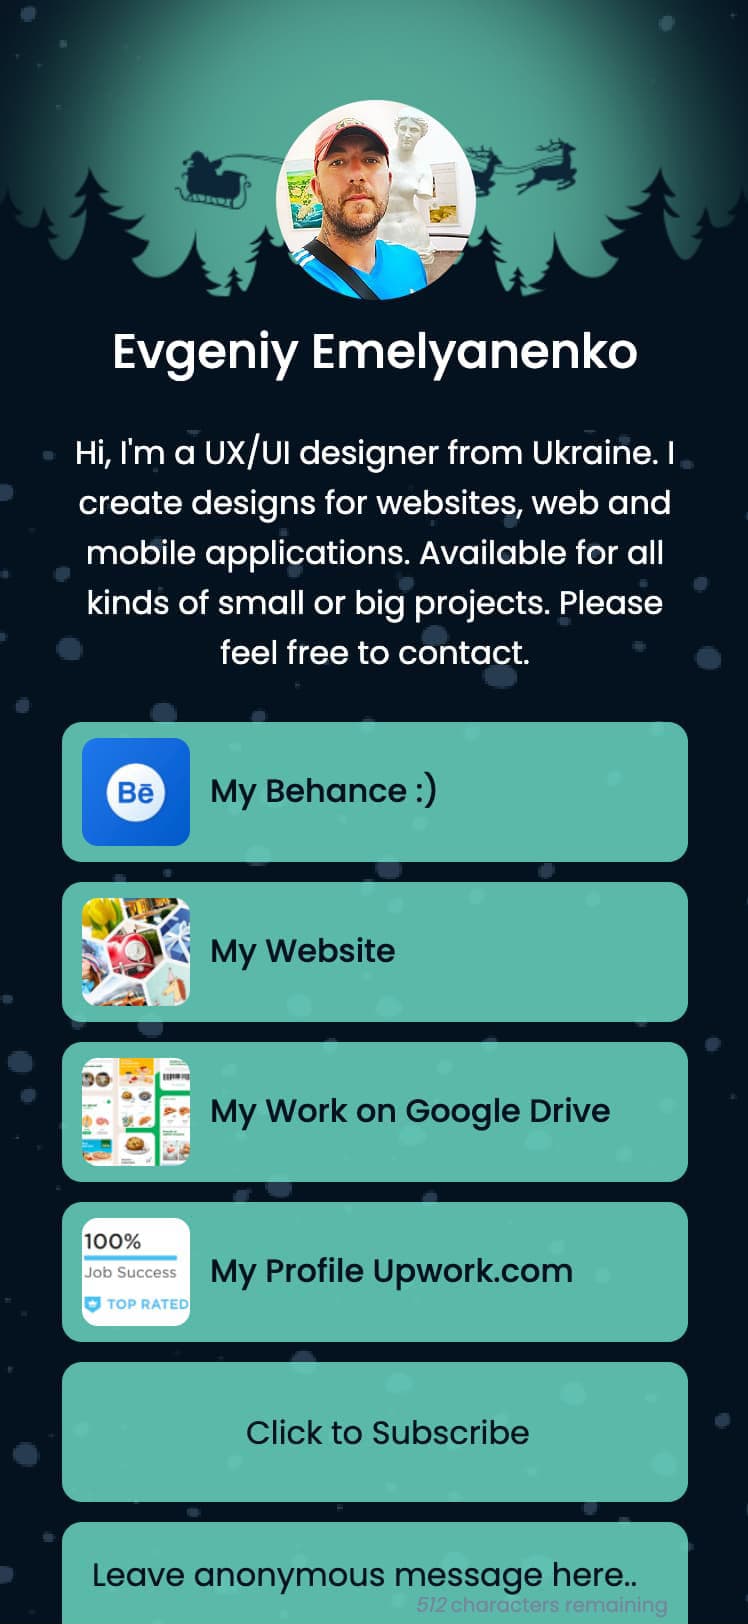 Evgeniy Emelyanenko
Hi, I'm a UX/UI designer from Ukraine. I
create designs for websites, web and
mobile applications. Available for all
kinds of small or big projects. Please
feel free to contact.
Bē
My Behance :)
My Website
My Work on Google Drive
100%
Job Success
TOP RATED
My Profile Upwork.com
Click to Subscribe
Leave anonymous message here..
512 characters remaining